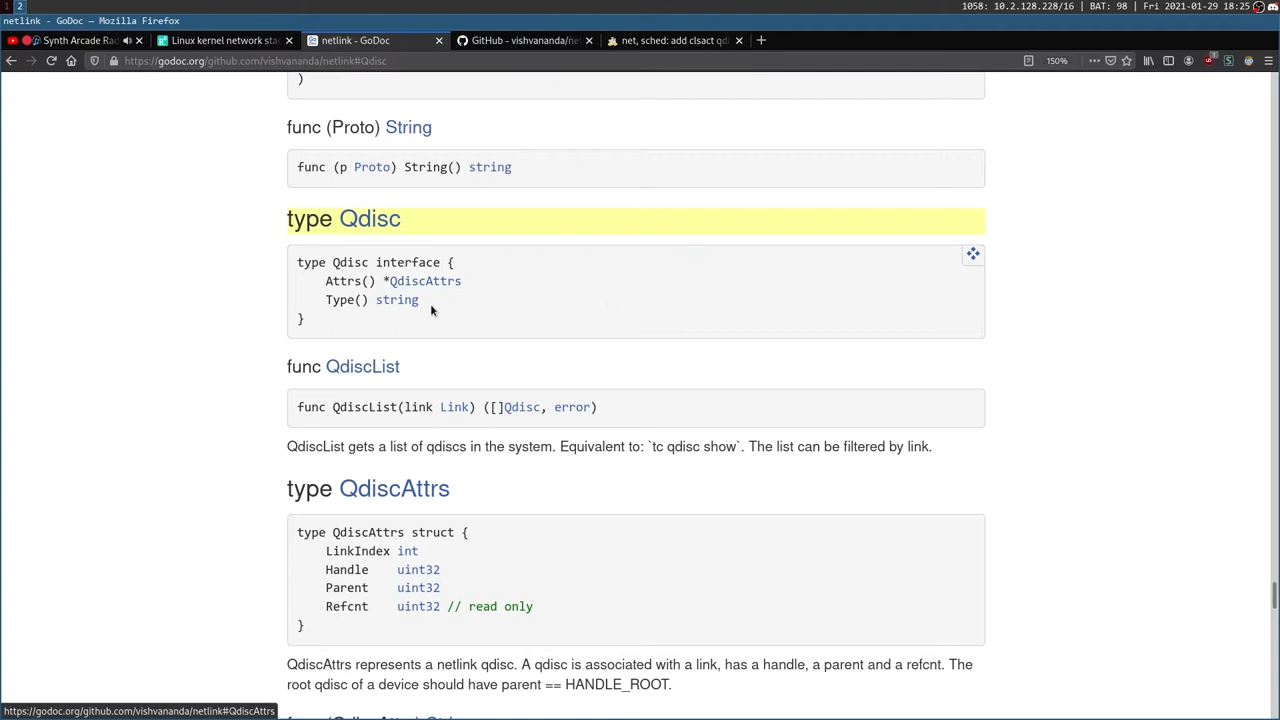 1 2
1058: 10.2.128.228/16 | BAT: 98 | Fri 2021-01-29 18:25
netlink - GoDoc — Mozilla Firefox
Synth Arcade Rad
Linux kernel network sta
netlink - GoDoc
GitHub - vishvananda/net
net, sched: add clsact qdi
https://godoc.org/github.com/vishvananda/netlink#Qdisc
150%
)
func (Proto) String
func (p Proto) String() string
type Qdisc
type Qdisc interface {
Attrs() *QdiscAttrs
Type() string
}
func QdiscList
func QdiscList(link Link) ([]Qdisc, error)
QdiscList gets a list of qdiscs in the system. Equivalent to: `tc qdisc show`. The list can be filtered by link.
type QdiscAttrs
type QdiscAttrs struct {
LinkIndex int
Handle uint32
Parent uint32
Refcnt uint32 // read only
}
QdiscAttrs represents a netlink qdisc. A qdisc is associated with a link, has a handle, a parent and a refcnt. The
root qdisc of a device should have parent == HANDLE_ROOT.
https://godoc.org/github.com/vishvananda/netlink#QdiscAttrs